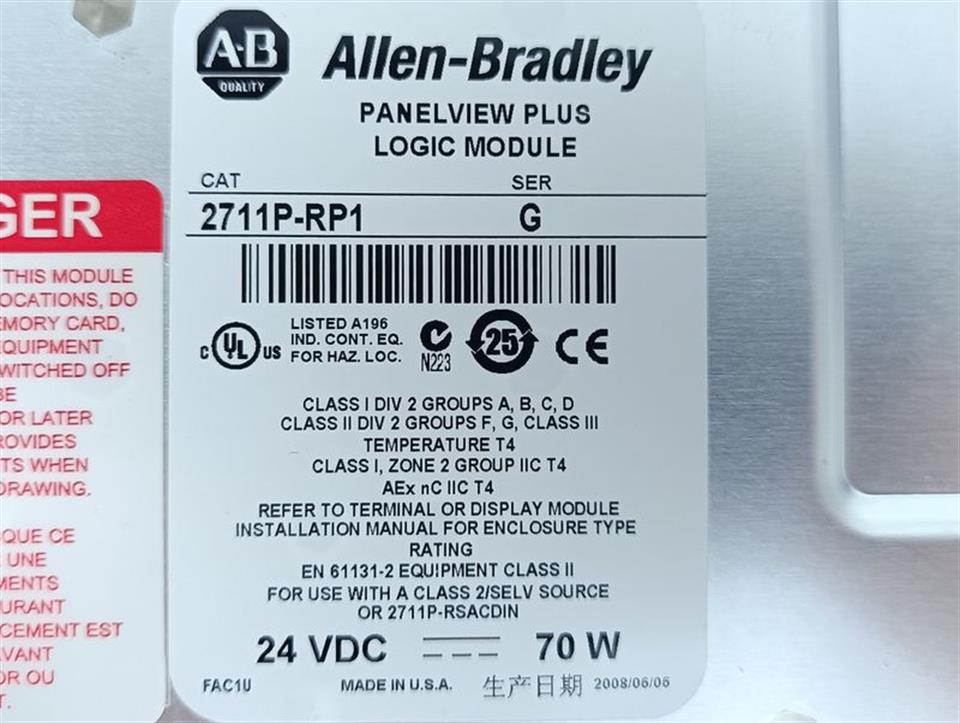 A-B
QUALITY
Allen-Bradley
PANELVIEW PLUS
LOGIC MODULE
CAT SER
2711P-RP1 G
C UL US
LISTED A196
IND. CONT. EQ.
FOR HAZ. LOC.
N223
25
CE
CLASS I DIV 2 GROUPS A, B, C, D
CLASS II DIV 2 GROUPS F, G, CLASS III
TEMPERATURE T4
CLASS I, ZONE 2 GROUP IIC T4
AEx nC IIC T4
REFER TO TERMINAL OR DISPLAY MODULE
INSTALLATION MANUAL FOR ENCLOSURE TYPE
RATING
EN 61131-2 EQUIPMENT CLASS II
FOR USE WITH A CLASS 2/SELV SOURCE
OR 2711P-RSACDIN
24 VDC 70 W
FAC1U MADE IN U.S.A. 生产日期 2008/06/06
GER
THIS MODULE
OCATIONS, DO
EMORY CARD,
EQUIPMENT
WITCHED OFF
BE
OR LATER
ROVIDES
TS WHEN
DRAWING.
QUE CE
UNE
MENTS
URANT
CEMENT EST
AVANT
OR OU
T.